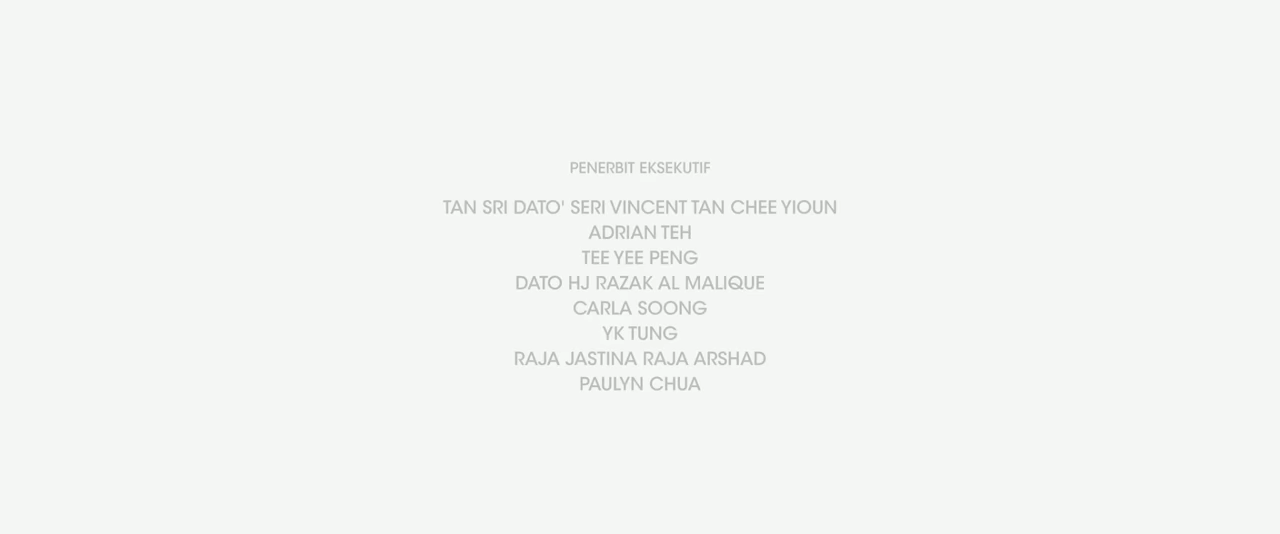 PENERBIT EKSEKUTIF
TAN SRI DATO' SERI VINCENT TAN CHEE YIOUN
ADRIAN TEH
TEE YEE PENG
DATO HJ RAZAK AL MALIQUE
CARLA SOONG
YK TUNG
RAJA JASTINA RAJA ARSHAD
PAULYN CHUA